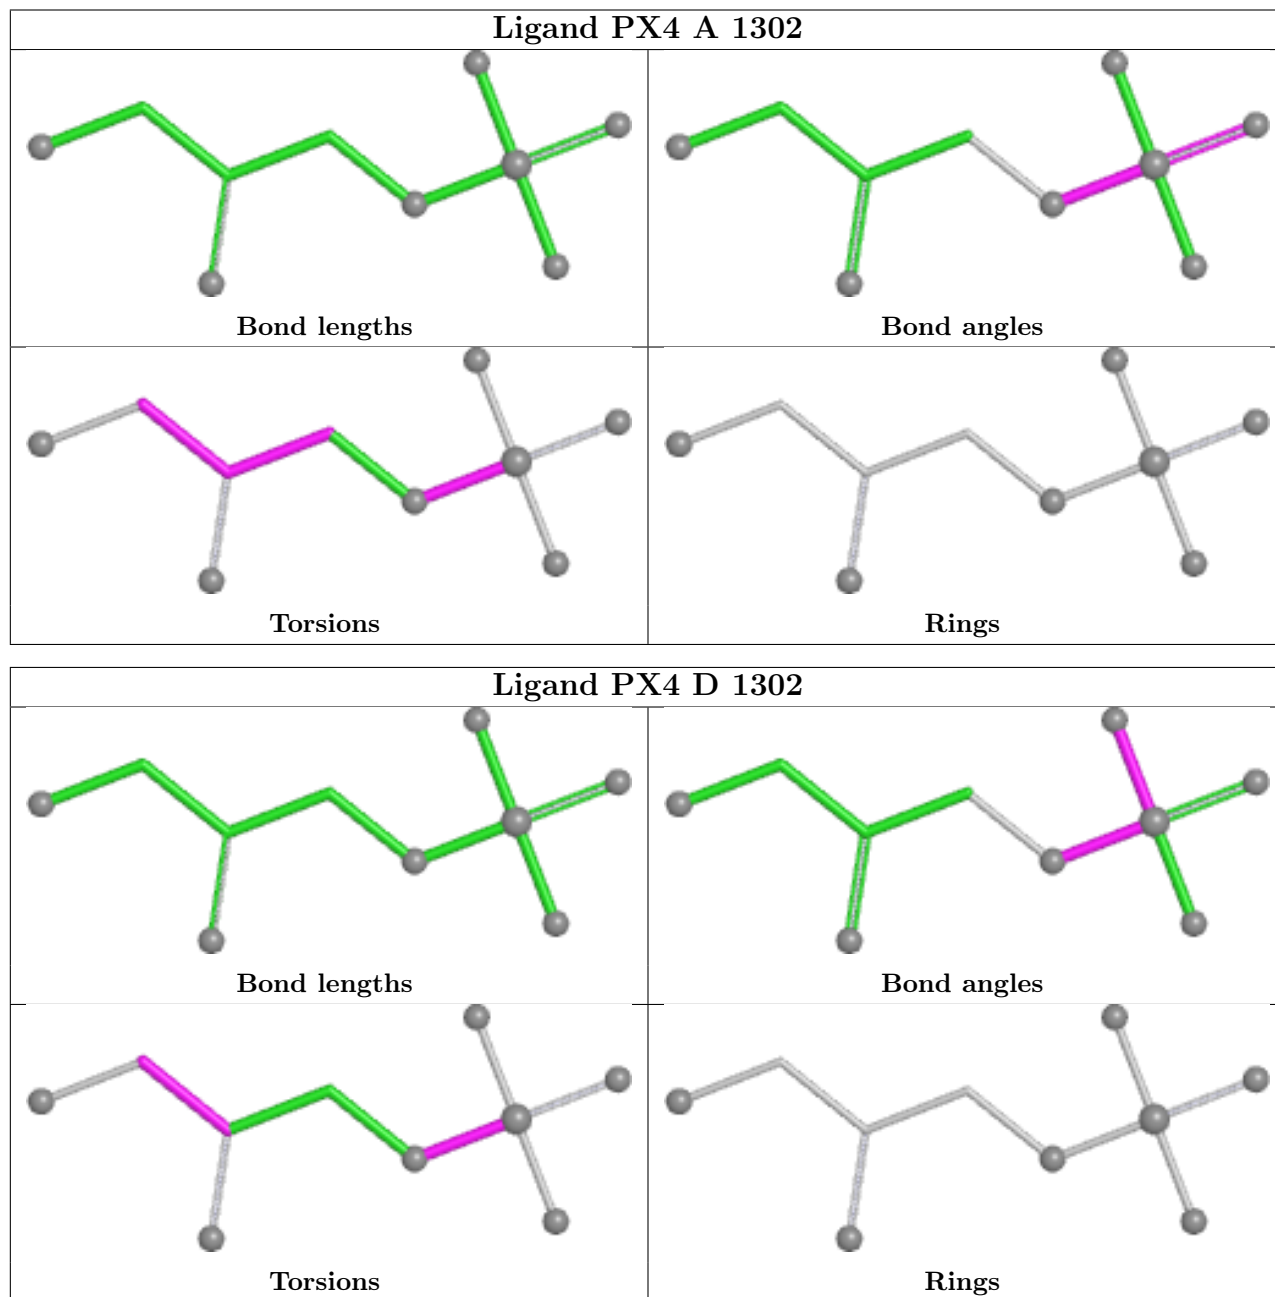 Ligand PX4 A 1302
Bond lengths
Bond angles
Torsions
Rings
Ligand PX4 D 1302
Bond lengths
Bond angles
Torsions
Rings